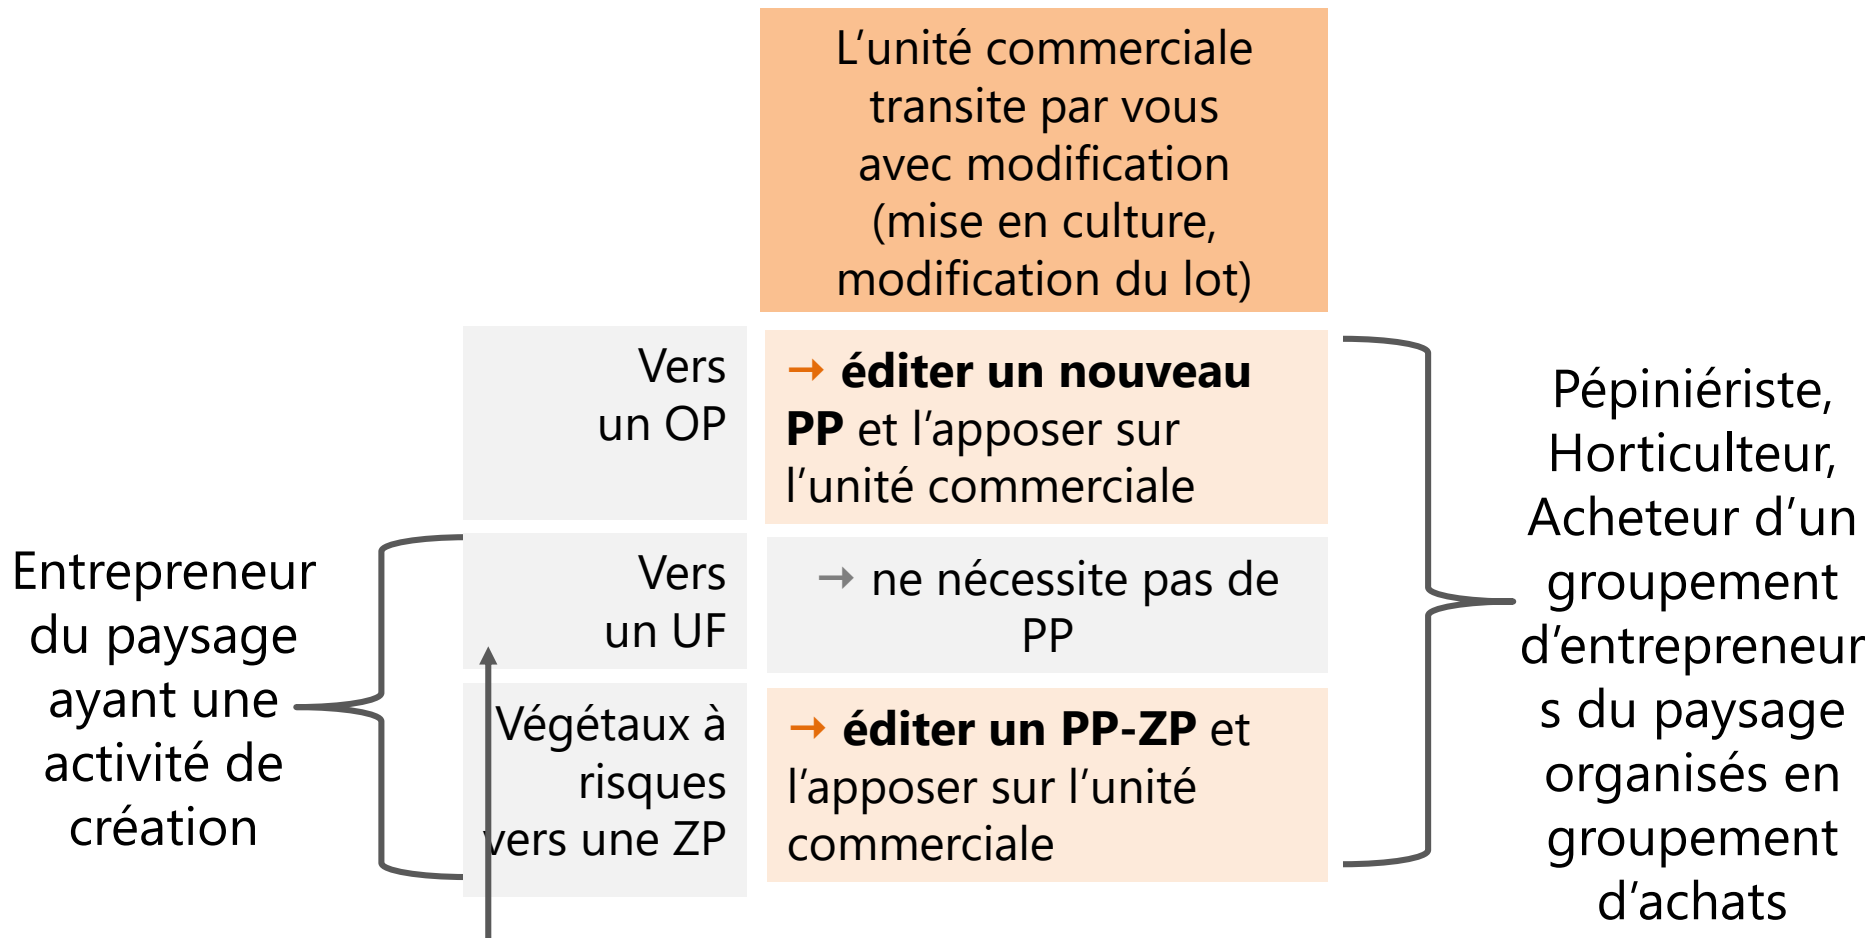 L’unité commerciale
transite par vous
avec modification
(mise en culture,
modification du lot)
Vers
un OP
→ éditer un nouveau
PP et l’apposer sur
l’unité commerciale
Vers
un UF
→ ne nécessite pas de
PP
Végétaux à
risques
vers une ZP
→ éditer un PP-ZP et
l’apposer sur l’unité
commerciale
Entrepreneur
du paysage
ayant une
activité de
création
Pépiniériste,
Horticulteur,
Acheteur d’un
groupement
d’entrepreneur
s du paysage
organisés en
groupement
d’achats